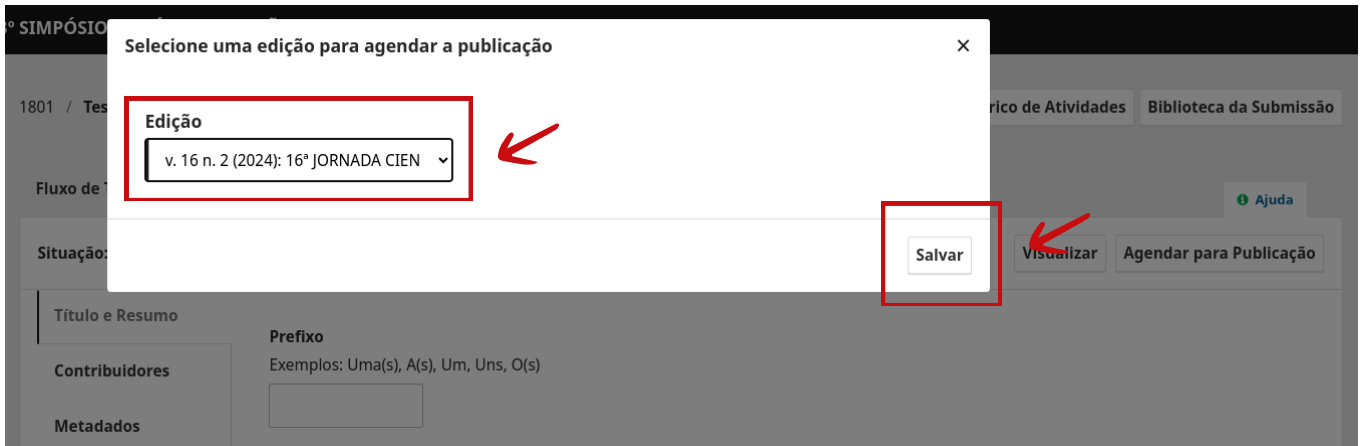 º SIMPÓSIO
Selecione uma edição para agendar a publicação
×
1801 / Tes
rico de Atividades
Biblioteca da Submissão
Edição
v. 16 n. 2 (2024): 16ª JORNADA CIEN
Fluxo de
Ajuda
Situação:
Salvar
Visualizar
Agendar para Publicação
Título e Resumo
Prefixo
Exemplos: Uma(s), A(s), Um, Uns, O(s)
Contribuidores
Metadados